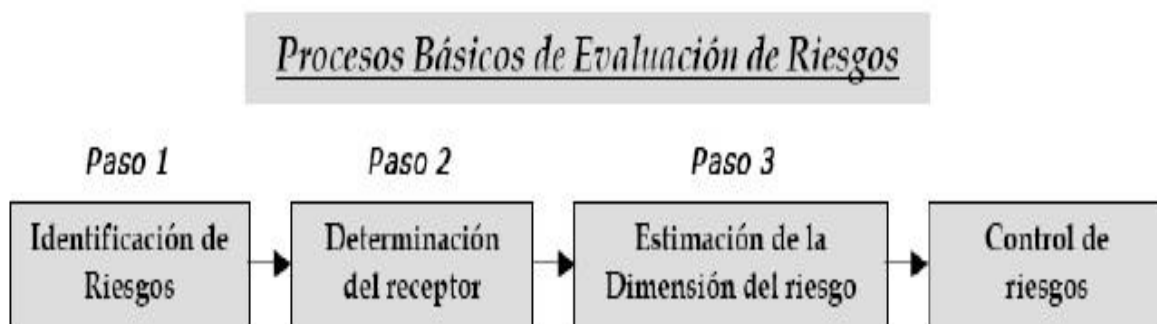 Procesos Básicos de Evaluación de Riesgos
Paso 1
Paso 2
Paso 3
Identificación de
Riesgos
Determinación
del receptor
Estimación de la
Dimensión del riesgo
Control de
riesgos